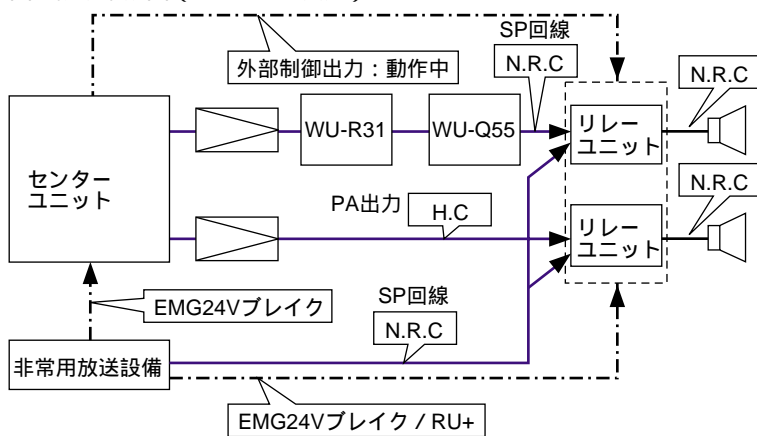 外部制御出力：動作中
SP回線
N.R.C
N.R.C
センター
ユニット
WU-R31
WU-Q55
リレー
ユニット
PA出力
H.C
N.R.C
リレー
ユニット
EMG24Vブレイク
SP回線
N.R.C
非常用放送設備
EMG24Vブレイク / RU+